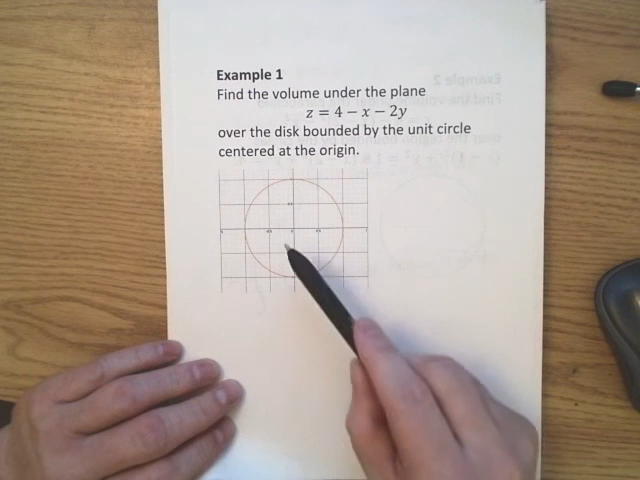 Example 1
Find the volume under the plane
z = 4 − x − 2y
over the disk bounded by the unit circle
centered at the origin.